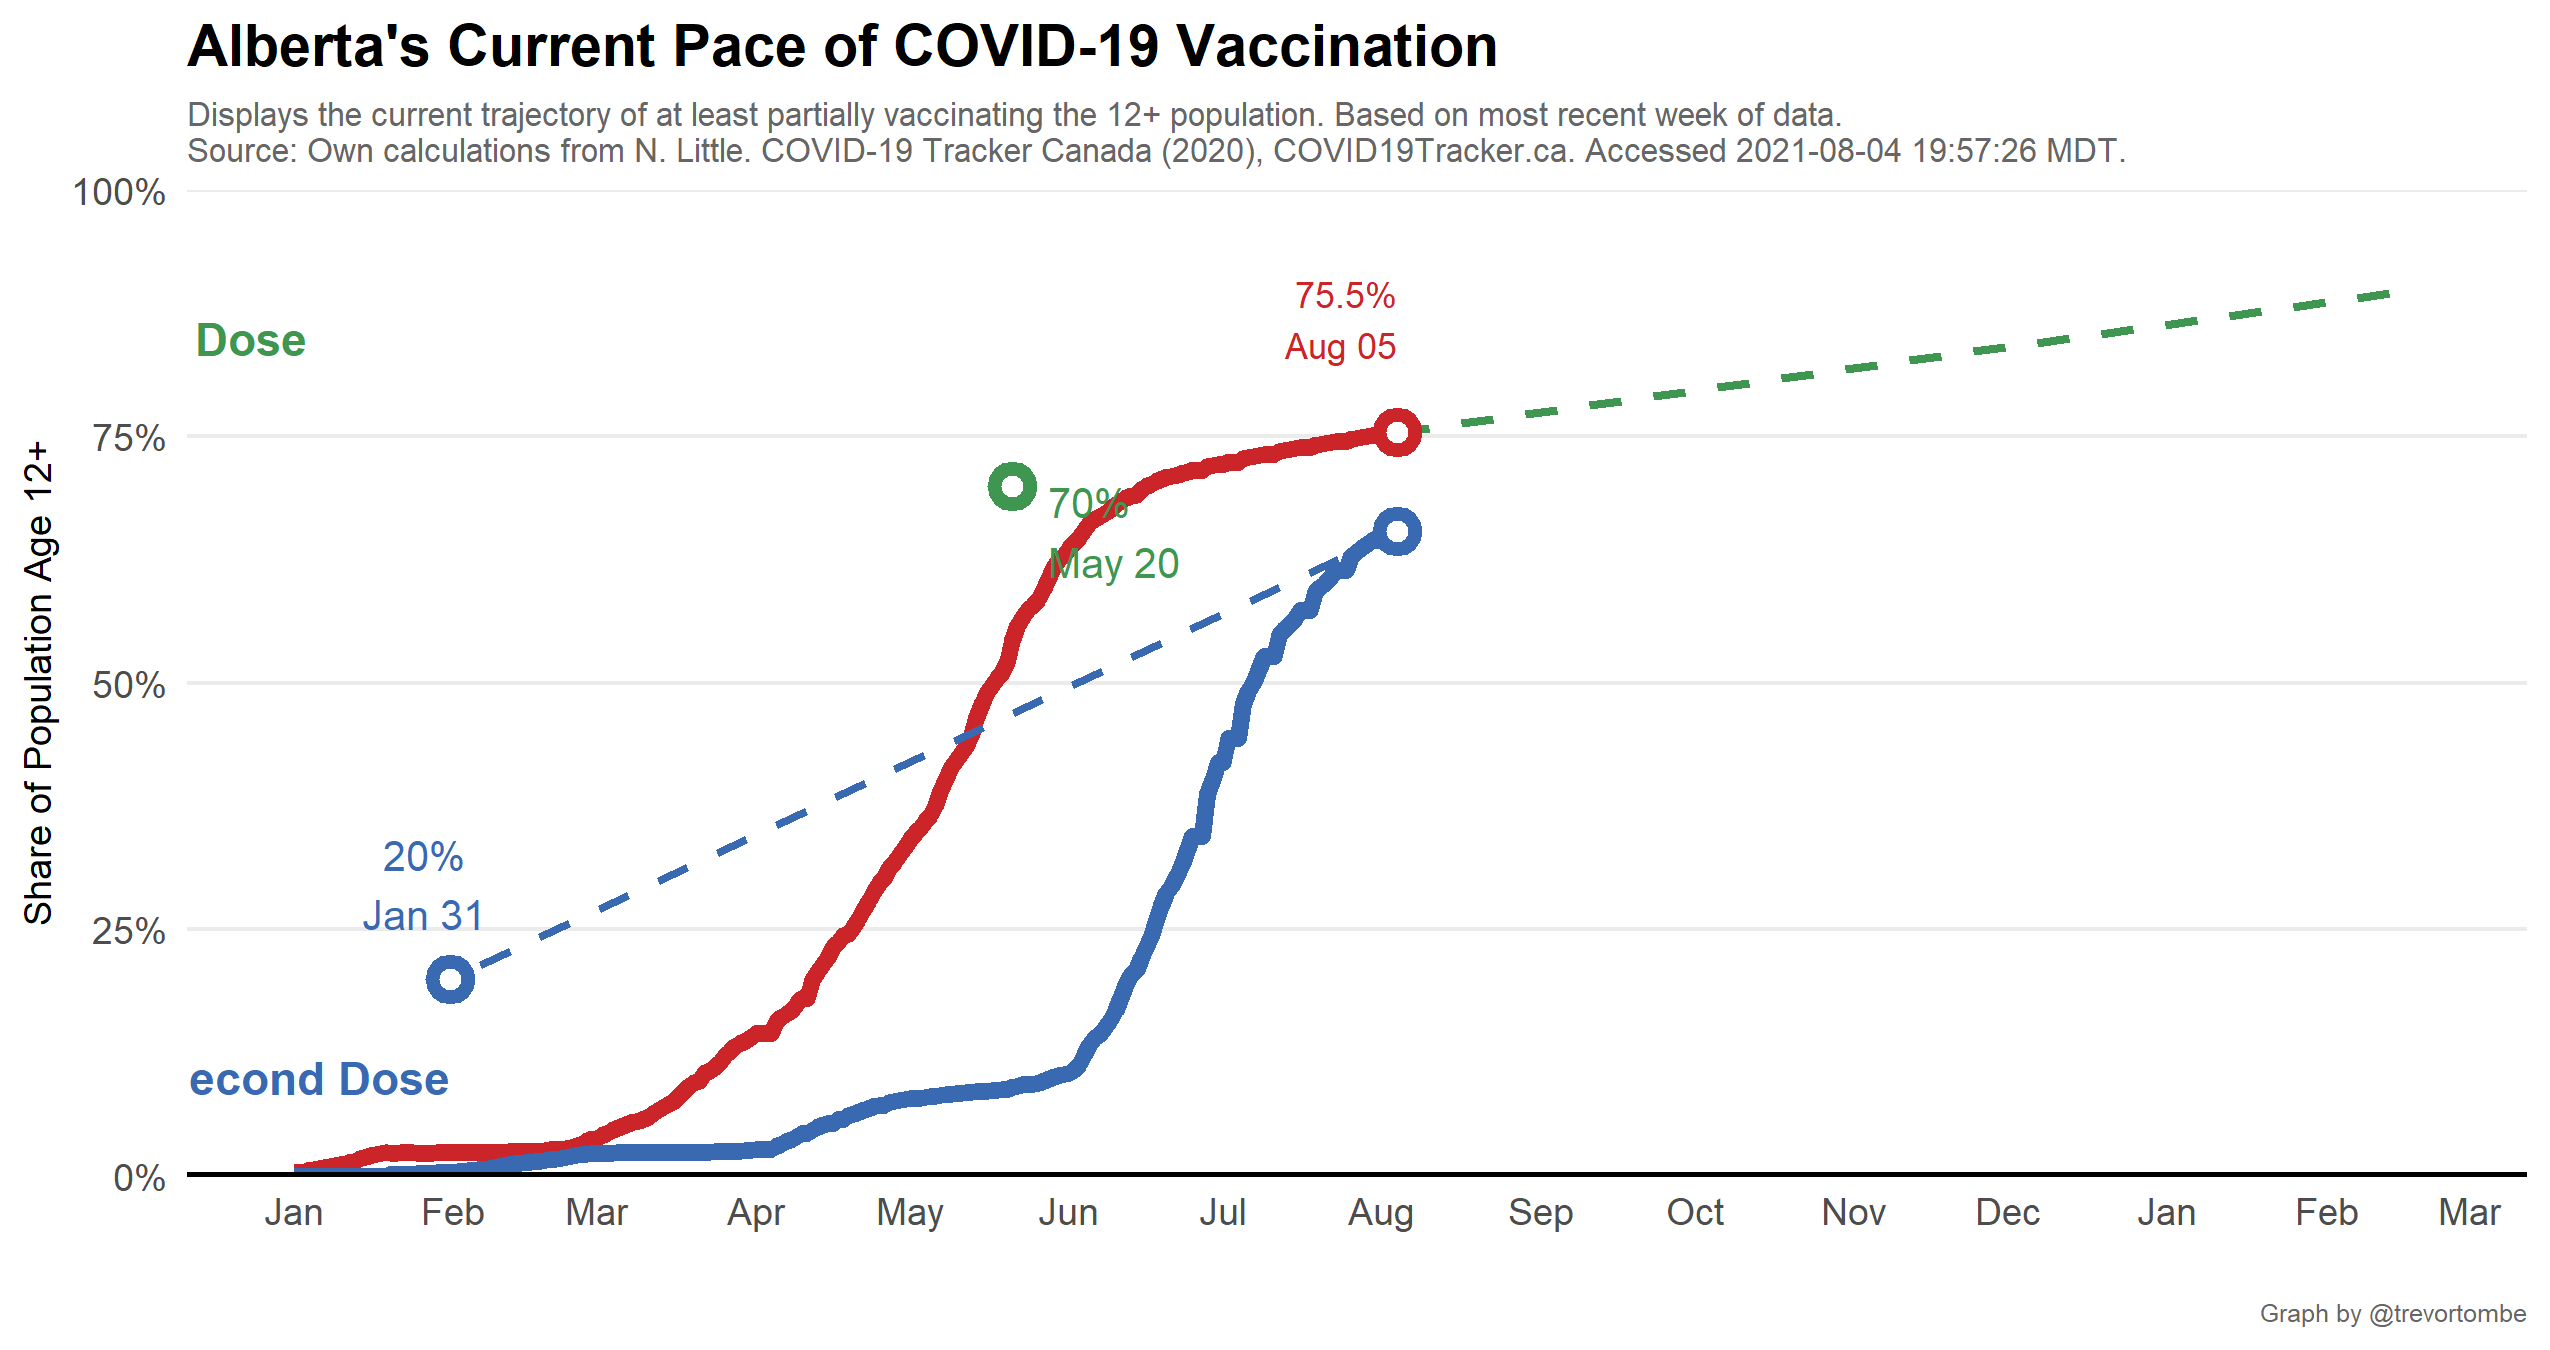 Alberta's Current Pace of COVID-19 Vaccination
Displays the current trajectory of at least partially vaccinating the 12+ population. Based on most recent week of data.
Source: Own calculations from N. Little. COVID-19 Tracker Canada (2020), COVID19Tracker.ca. Accessed 2021-08-04 19:57:26 MDT.
Share of Population Age 12+
100%
75%
50%
25%
0%
Dose
75.5%
Aug 05
70%
May 20
20%
Jan 31
econd Dose
Jan Feb Mar Apr May Jun Jul Aug Sep Oct Nov Dec Jan Feb Mar
Graph by @trevortombe